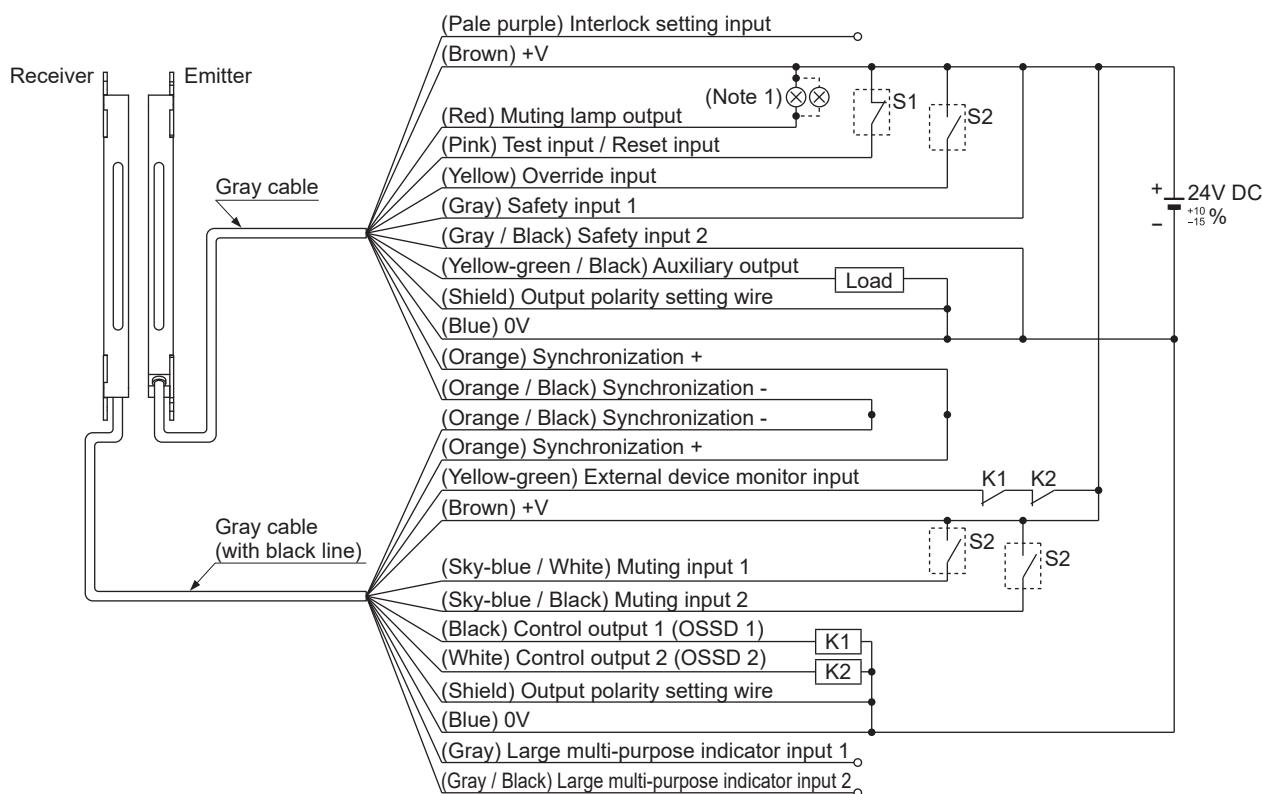 (Pale purple) Interlock setting input
(Brown) +V
Receiver
Emitter
(Note 1)
S1
S2
(Red) Muting lamp output
(Pink) Test input / Reset input
(Yellow) Override input
Gray cable
+
24V DC
+10
-15 %
−
(Gray) Safety input 1
(Gray / Black) Safety input 2
(Yellow-green / Black) Auxiliary output
Load
(Shield) Output polarity setting wire
(Blue) 0V
(Orange) Synchronization +
(Orange / Black) Synchronization -
(Orange / Black) Synchronization -
(Orange) Synchronization +
(Yellow-green) External device monitor input
K1
K2
(Brown) +V
Gray cable
(with black line)
S2
S2
(Sky-blue / White) Muting input 1
(Sky-blue / Black) Muting input 2
(Black) Control output 1 (OSSD 1)
K1
(White) Control output 2 (OSSD 2)
K2
(Shield) Output polarity setting wire
(Blue) 0V
(Gray) Large multi-purpose indicator input 1
(Gray / Black) Large multi-purpose indicator input 2